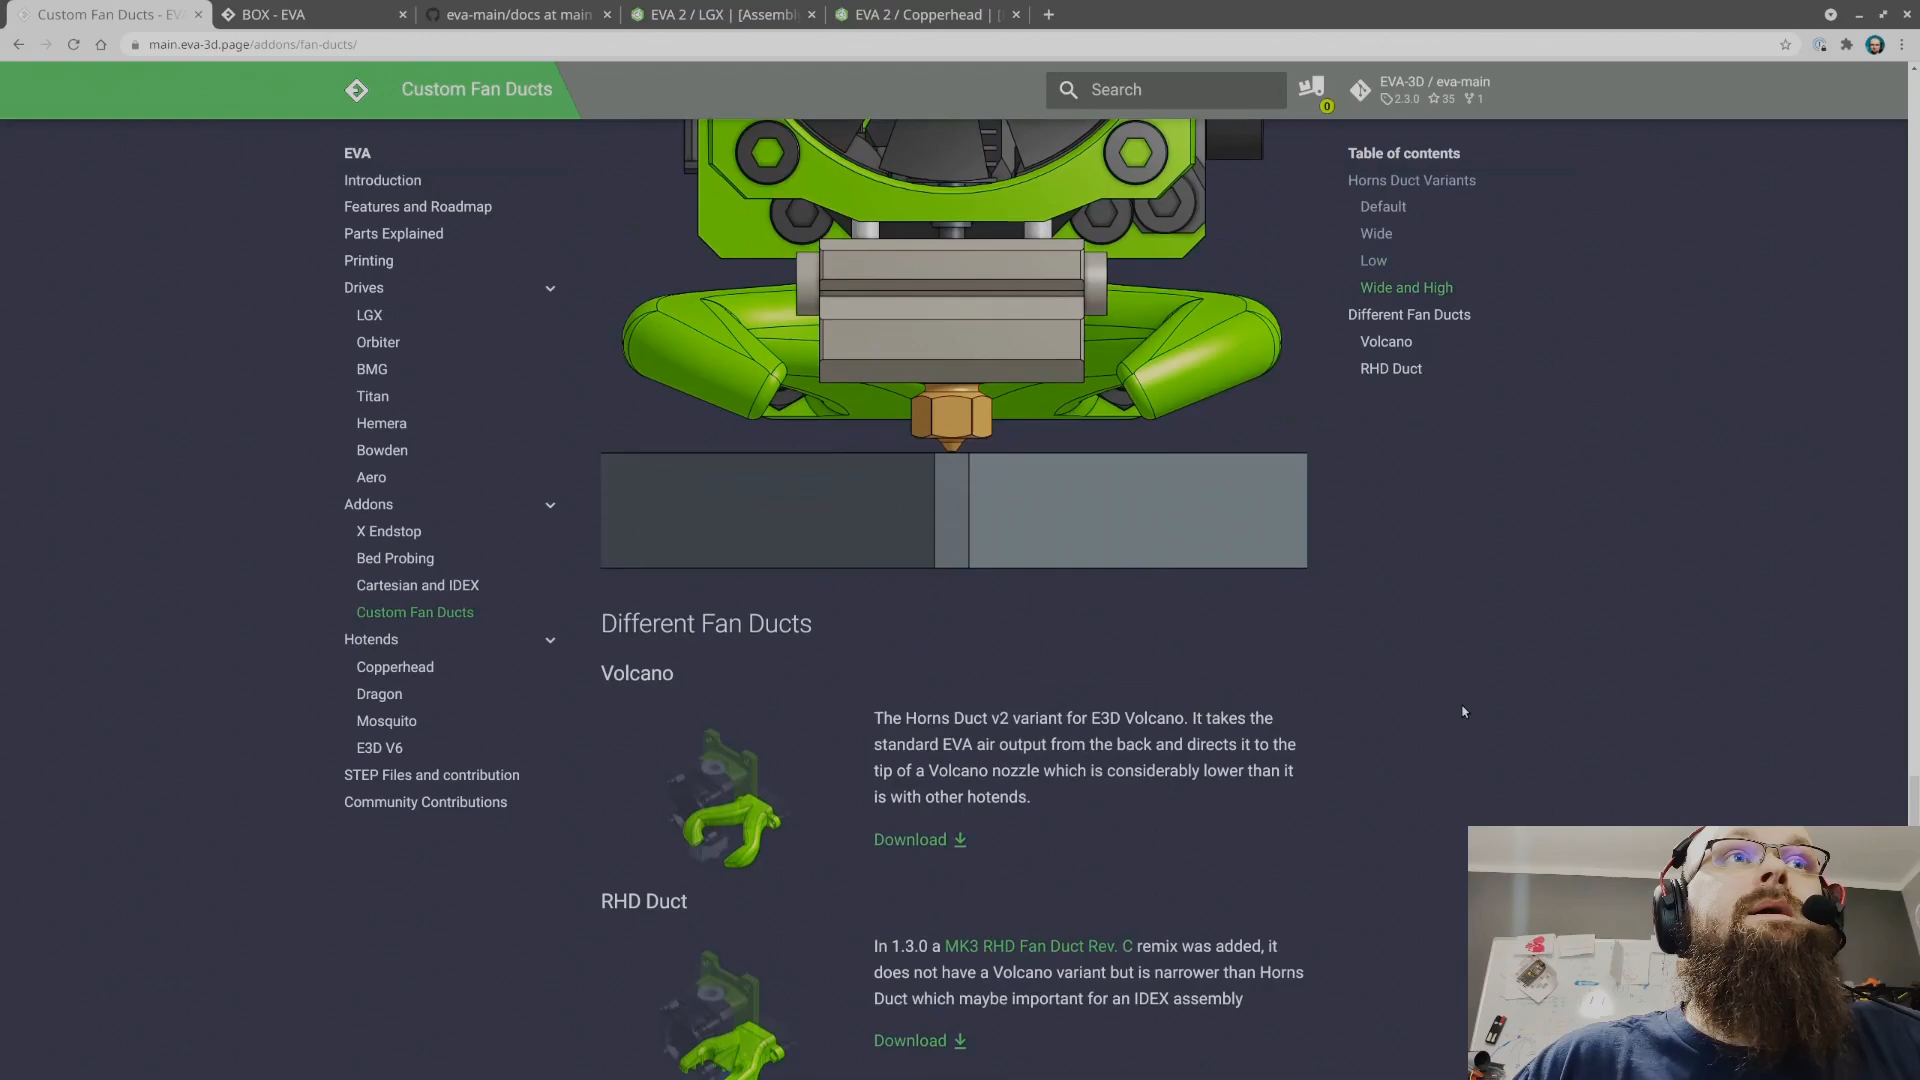 Custom Fan Ducts - EV
BOX - EVA
eva-main/docs at main
EVA 2 / LGX | [Assembl
EVA 2 / Copperhead |
main.eva-3d.page/addons/fan-ducts/
Custom Fan Ducts
Search
0
EVA-3D / eva-main
2.3.0 35 1
EVA
Introduction
Features and Roadmap
Parts Explained
Printing
Drives
LGX
Orbiter
BMG
Titan
Hemera
Bowden
Aero
Addons
X Endstop
Bed Probing
Cartesian and IDEX
Custom Fan Ducts
Hotends
Copperhead
Dragon
Mosquito
E3D V6
STEP Files and contribution
Community Contributions
Different Fan Ducts
Volcano
The Horns Duct v2 variant for E3D Volcano. It takes the
standard EVA air output from the back and directs it to the
tip of a Volcano nozzle which is considerably lower than it
is with other hotends.
Download
RHD Duct
In 1.3.0 a MK3 RHD Fan Duct Rev. C remix was added, it
does not have a Volcano variant but is narrower than Horns
Duct which maybe important for an IDEX assembly
Download
Table of contents
Horns Duct Variants
Default
Wide
Low
Wide and High
Different Fan Ducts
Volcano
RHD Duct